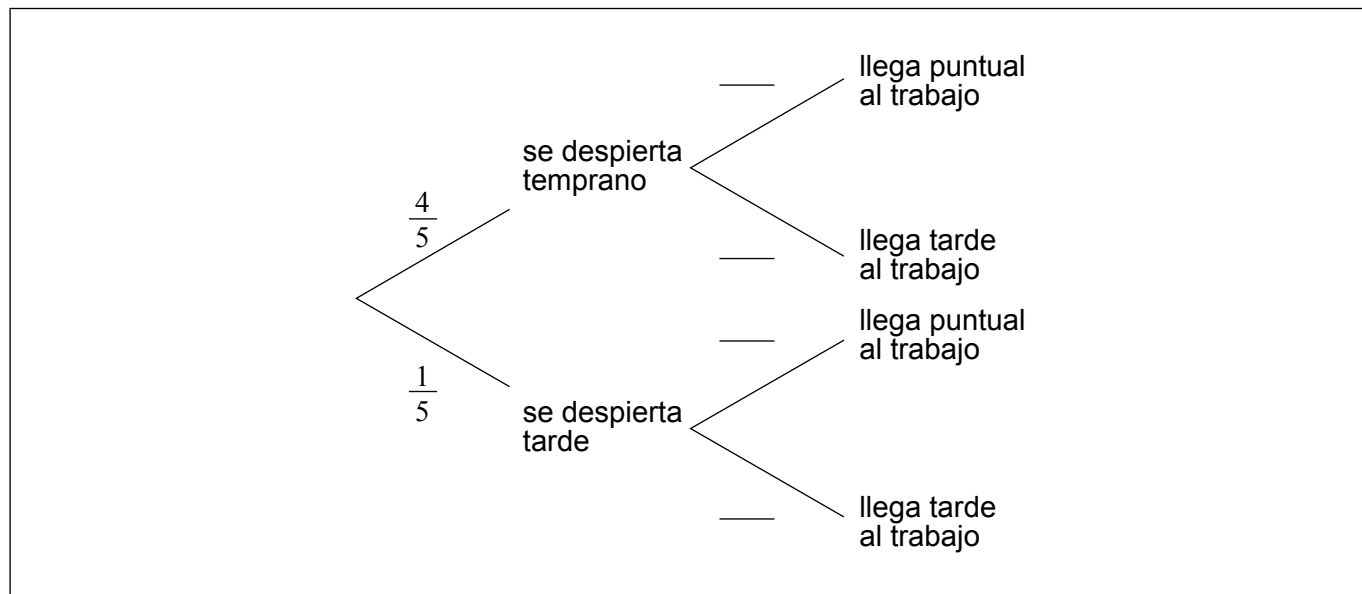 llega puntual
al trabajo
se despierta
temprano
4
5
llega tarde
al trabajo
llega puntual
al trabajo
1
5
se despierta
tarde
llega tarde
al trabajo